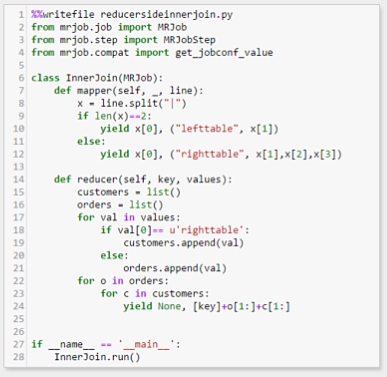 1 %%writefile reducersideinnerjoin.py
2 from mrjob.job import MRJob
3 from mrjob.step import MRJobStep
4 from mrjob.compat import get_jobconf_value
5
6 class InnerJoin(MRJob):
7     def mapper(self, _, line):
8         x = line.split("|")
9         if len(x)==2:
10             yield x[0], ("lefttable", x[1])
11         else:
12             yield x[0], ("righttable", x[1],x[2],x[3])
13
14     def reducer(self, key, values):
15         customers = list()
16         orders = list()
17         for val in values:
18             if val[0]== u'righttable':
19                 customers.append(val)
20             else:
21                 orders.append(val)
22         for o in orders:
23             for c in customers:
24                 yield None, [key]+o[1:]+c[1:]
25
26
27 if __name__ == '__main__':
28     InnerJoin.run()